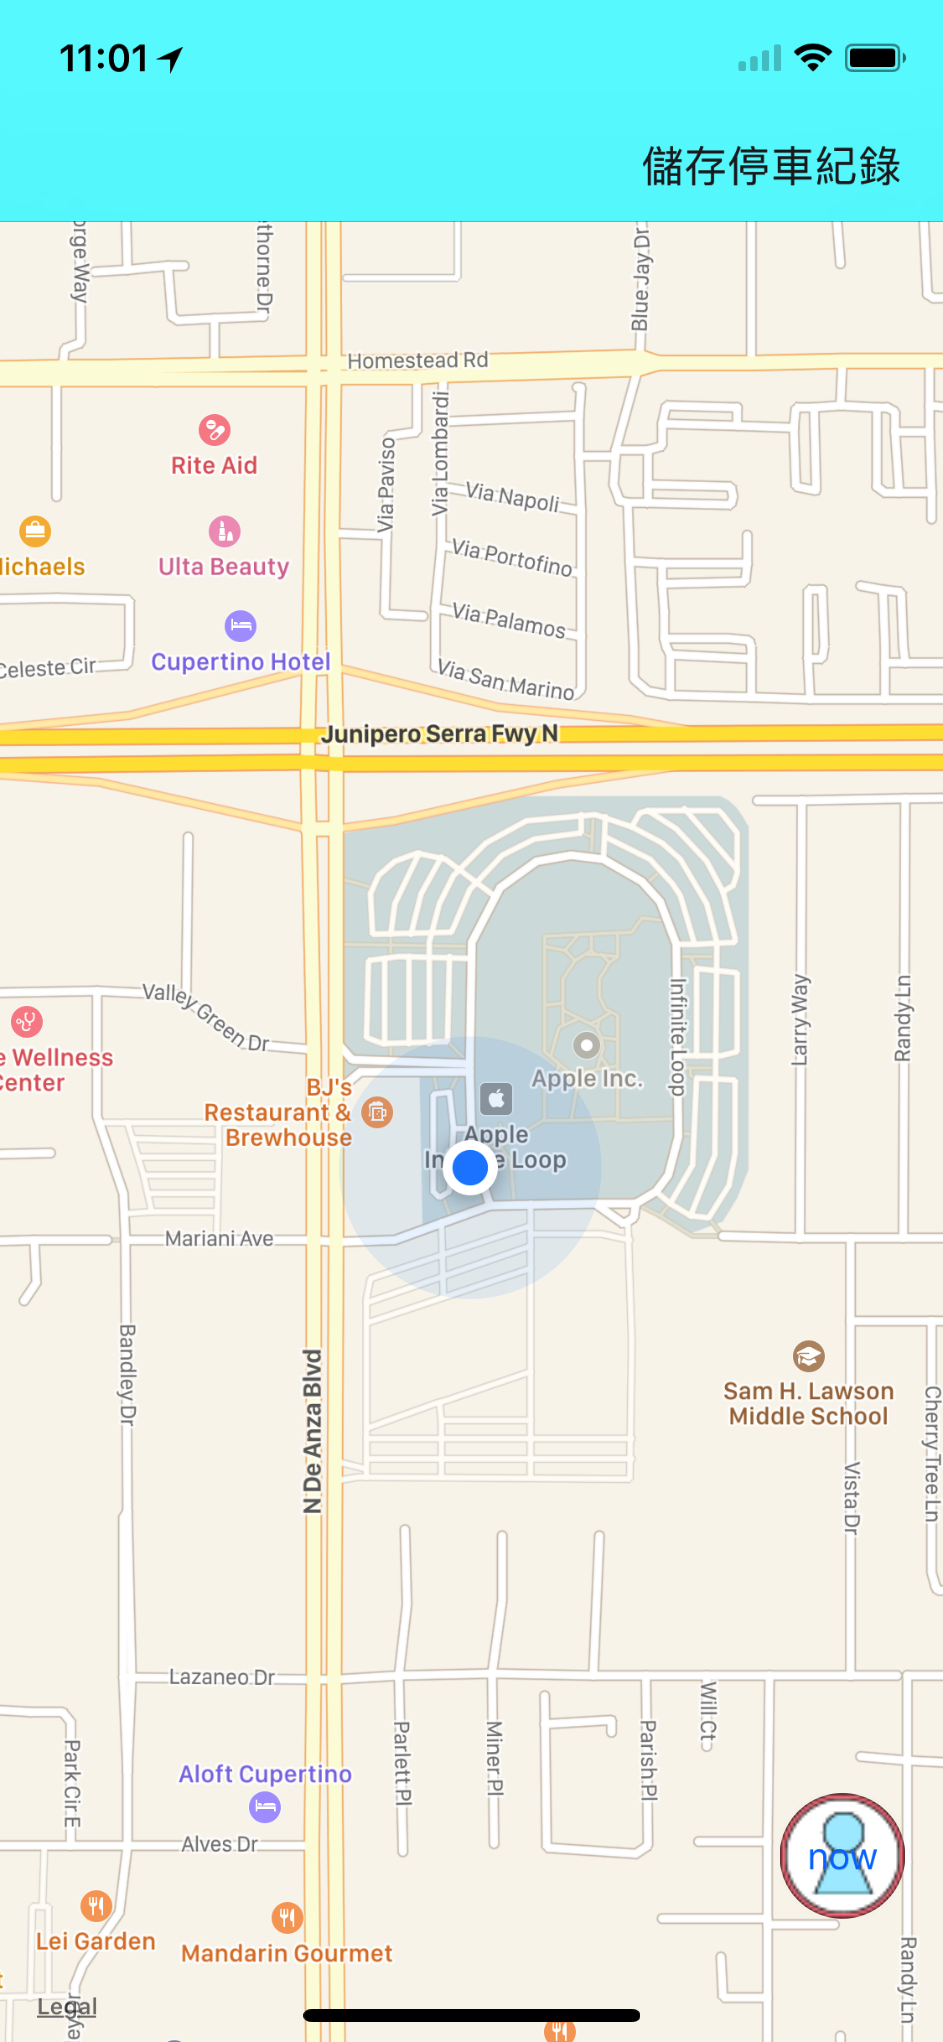 11:01
儲存停車紀錄
thorne Dr
Blue Jay Dr
Homestead Rd
Rite Aid
Via Paviso
Via Lombardi
Via Napoli
Ulta Beauty
Via Portofino
Via Palamos
Cupertino Hotel
Celeste Cir
Via San Marino
Junipero Serra Fwy N
Valley Green Dr
Infinite Loop
Larry Way
Randy Ln
Wellness
Center
Apple Inc.
BJ's
Restaurant &
Brewhouse
Apple
Loop
Mariani Ave
Bandley Dr
N De Anza Blvd
Sam H. Lawson
Middle School
Cherry Tree Ln
Vista Dr
Lazaneo Dr
Will Ct
Park Cir E
Parlett Pl
Miner Pl
Parish Pl
Aloft Cupertino
Alves Dr
now
Lei Garden
Mandarin Gourmet
Randy Ln
Legal